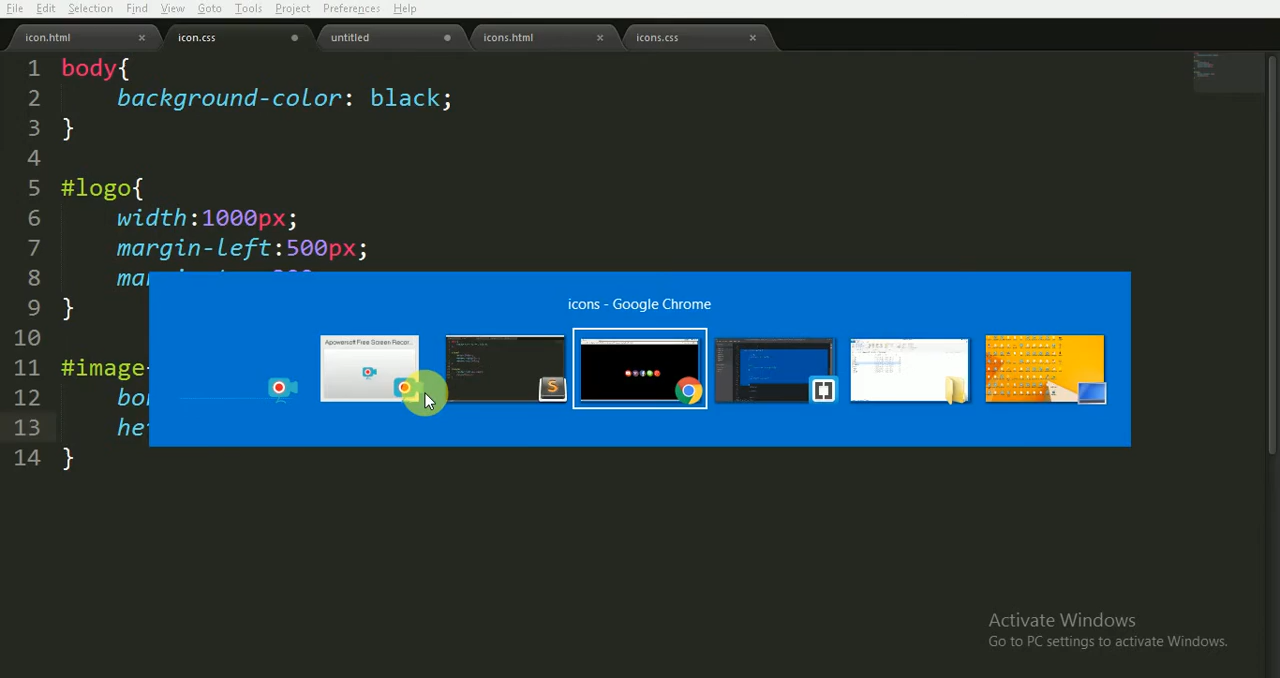 File Edit Selection Find View Goto Tools Project Preferences Help
icon.html icon.css untitled icons.html icons.css
1 body{
2 background-color: black;
3 }
4
5 #logo{
6 width:1000px;
7 margin-left:500px;
8
9 }
10
11 #image
12
13
14 }
icons - Google Chrome
Apowersoft Free Screen Recor...
Activate Windows
Go to PC settings to activate Windows.